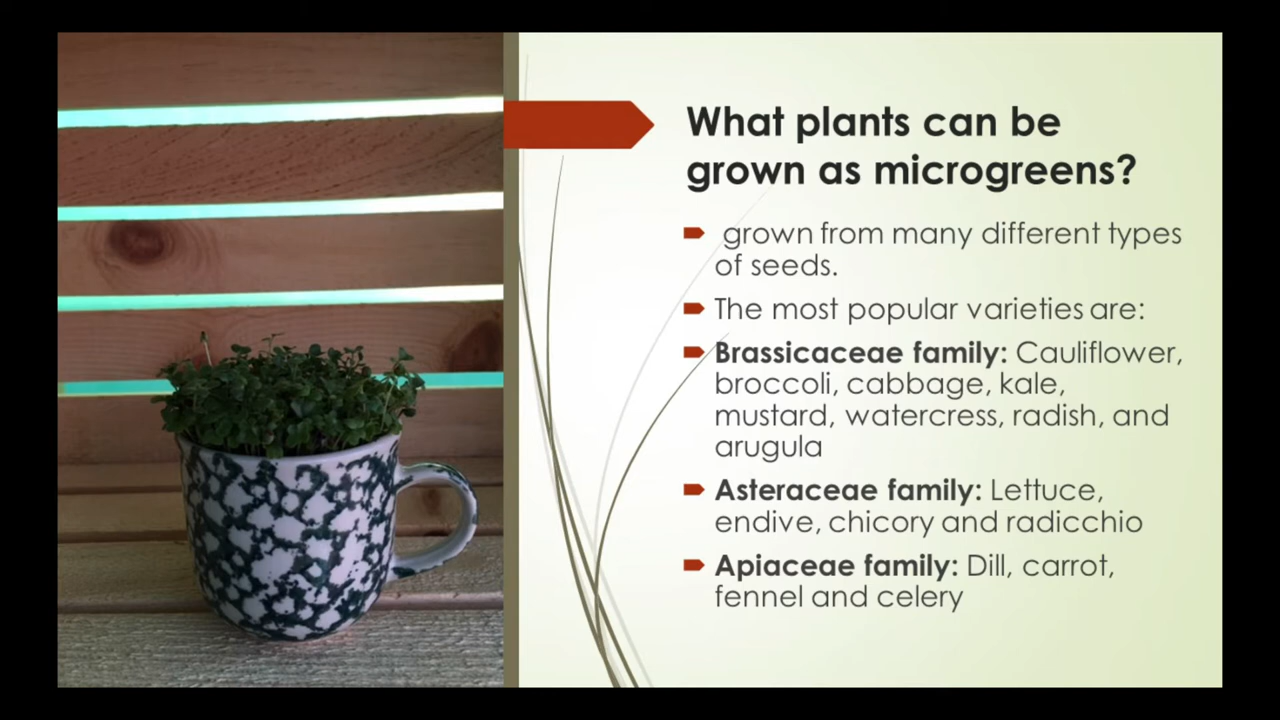 What plants can be
grown as microgreens?
grown from many different types
of seeds.
The most popular varieties are:
Brassicaceae family: Cauliflower,
broccoli, cabbage, kale,
mustard, watercress, radish, and
arugula
Asteraceae family: Lettuce,
endive, chicory and radicchio
Apiaceae family: Dill, carrot,
fennel and celery